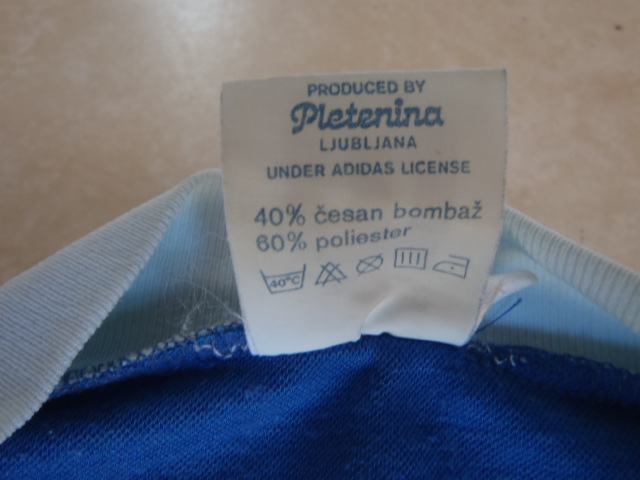 PRODUCED BY
Pletenina
LJUBLJANA
UNDER ADIDAS LICENSE
40% česan bombaž
60% poliester
40°C